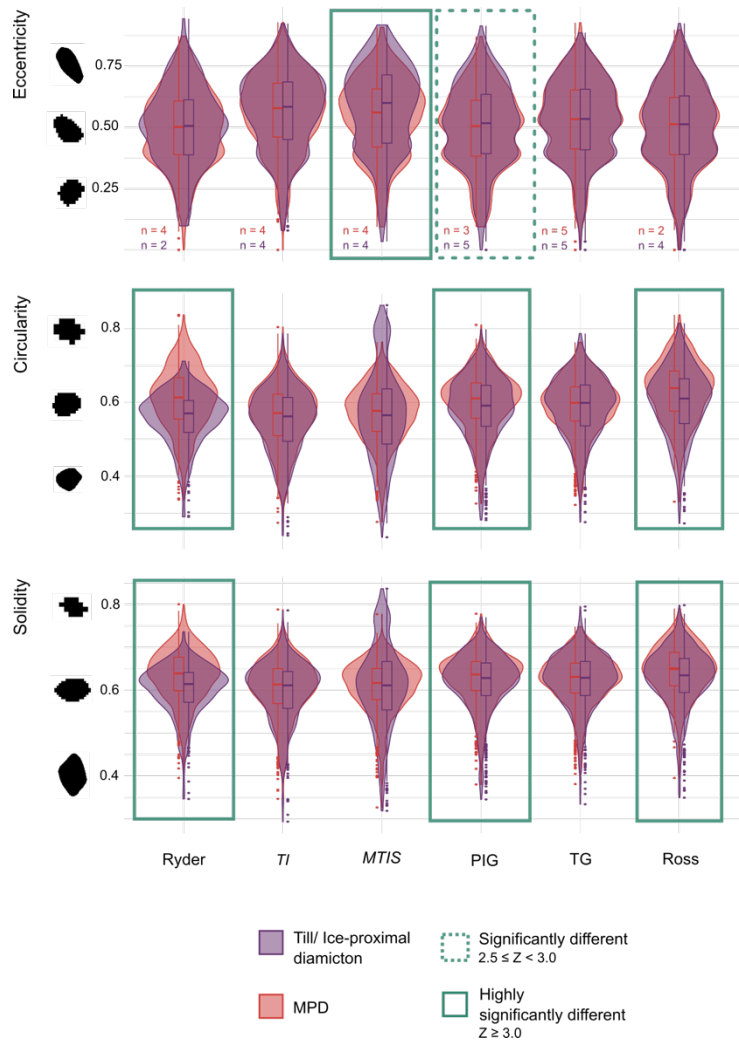 Eccentricity
0.75
0.50
0.25
n = 4 n = 4 n = 4 n = 3 n = 5 n = 2
n = 2 n = 4 n = 4 n = 5 n = 5 n = 4
Circularity
0.8
0.6
0.4
Solidity
0.8
0.6
0.4
Ryder TI MTIS PIG TG Ross
Till/ Ice-proximal
diamicton
MPD
Significantly different
2.5 ≤ Z < 3.0
Highly
significantly different
Z ≥ 3.0